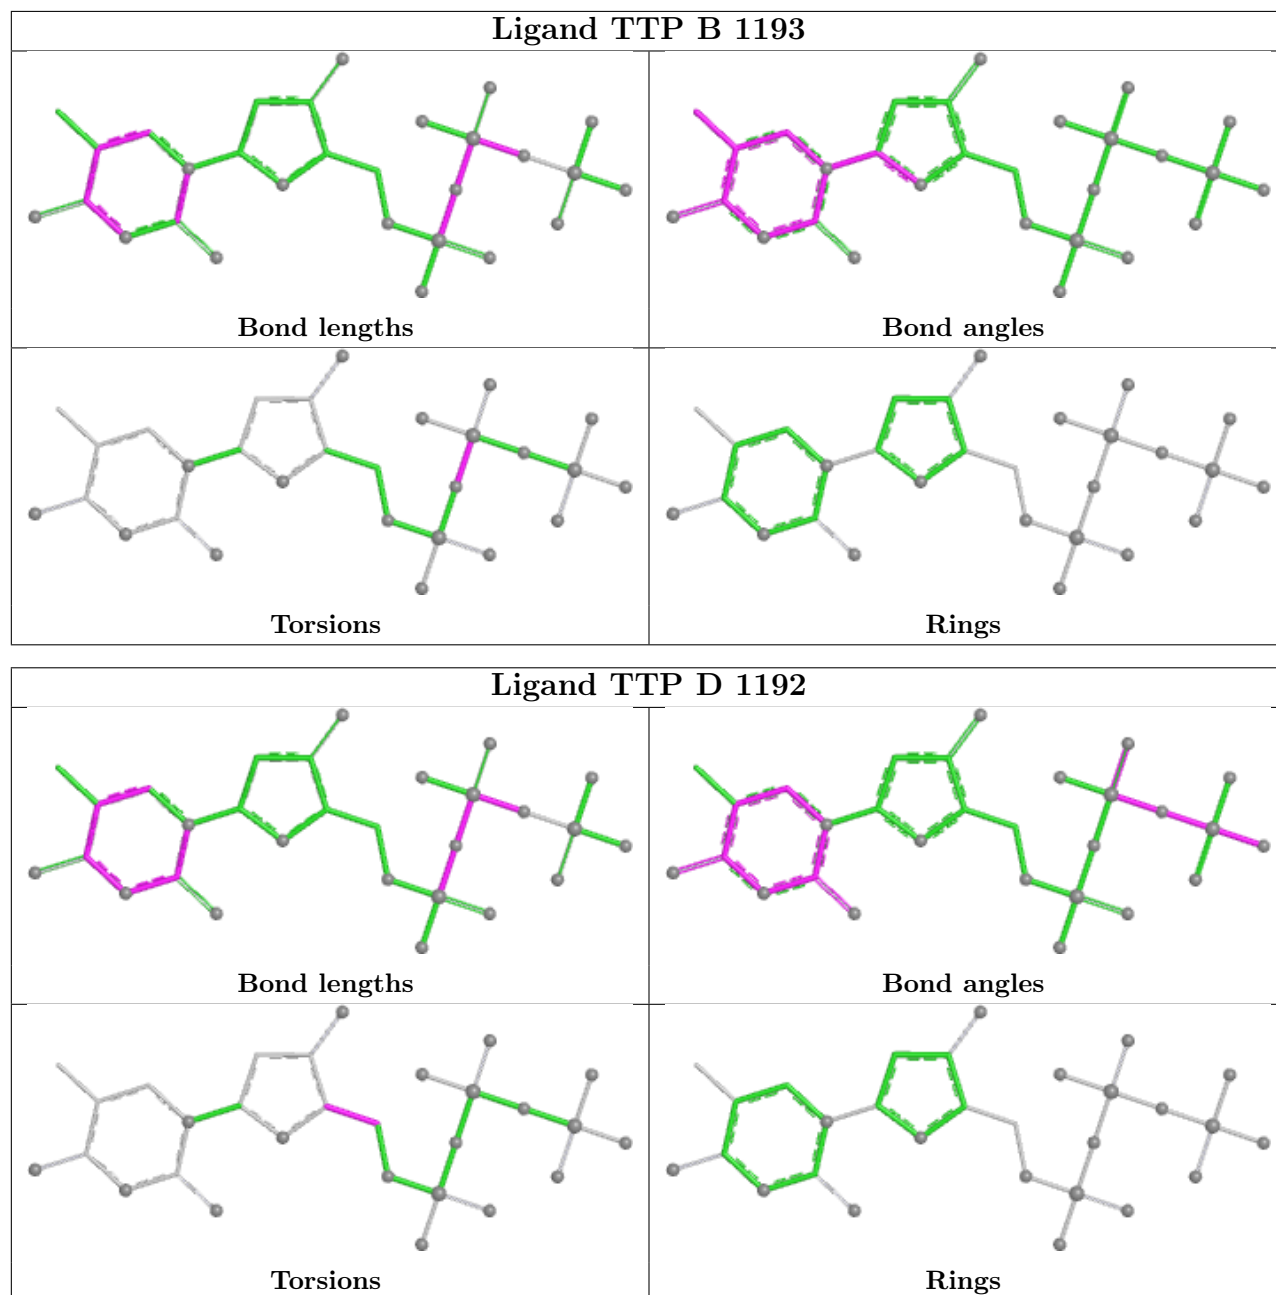 Ligand TTP B 1193
Bond lengths
Bond angles
Torsions
Rings
Ligand TTP D 1192
Bond lengths
Bond angles
Torsions
Rings